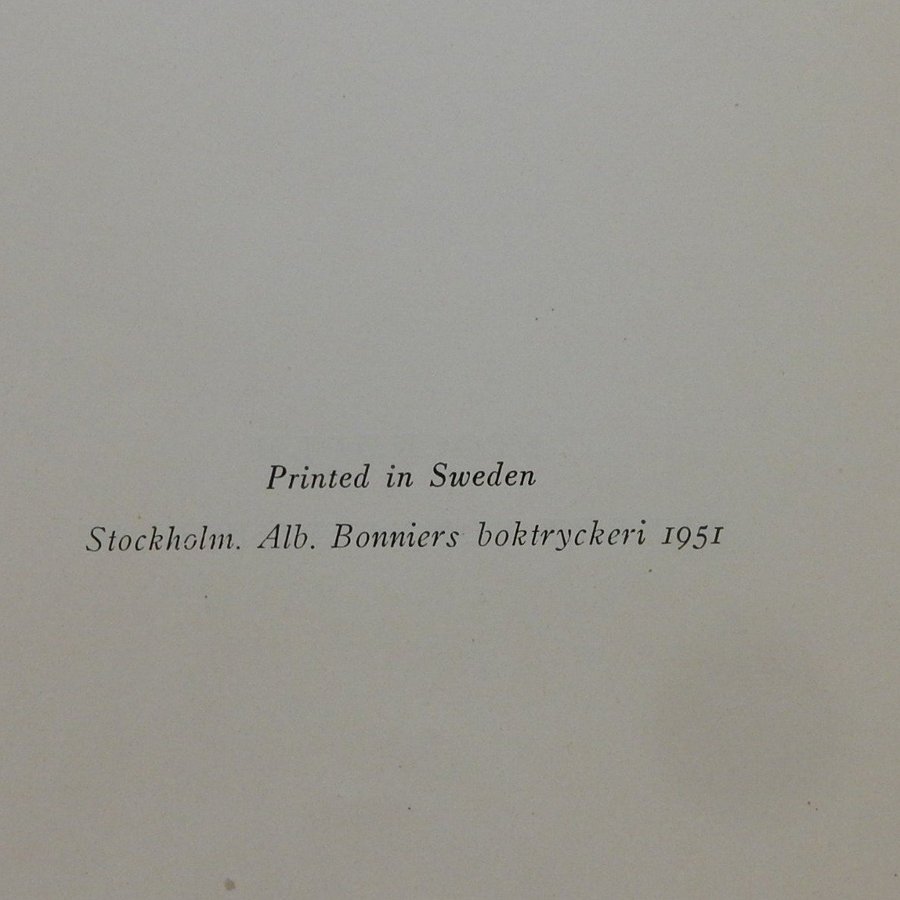 Printed in Sweden
Stockholm. Alb. Bonniers boktryckeri 1951